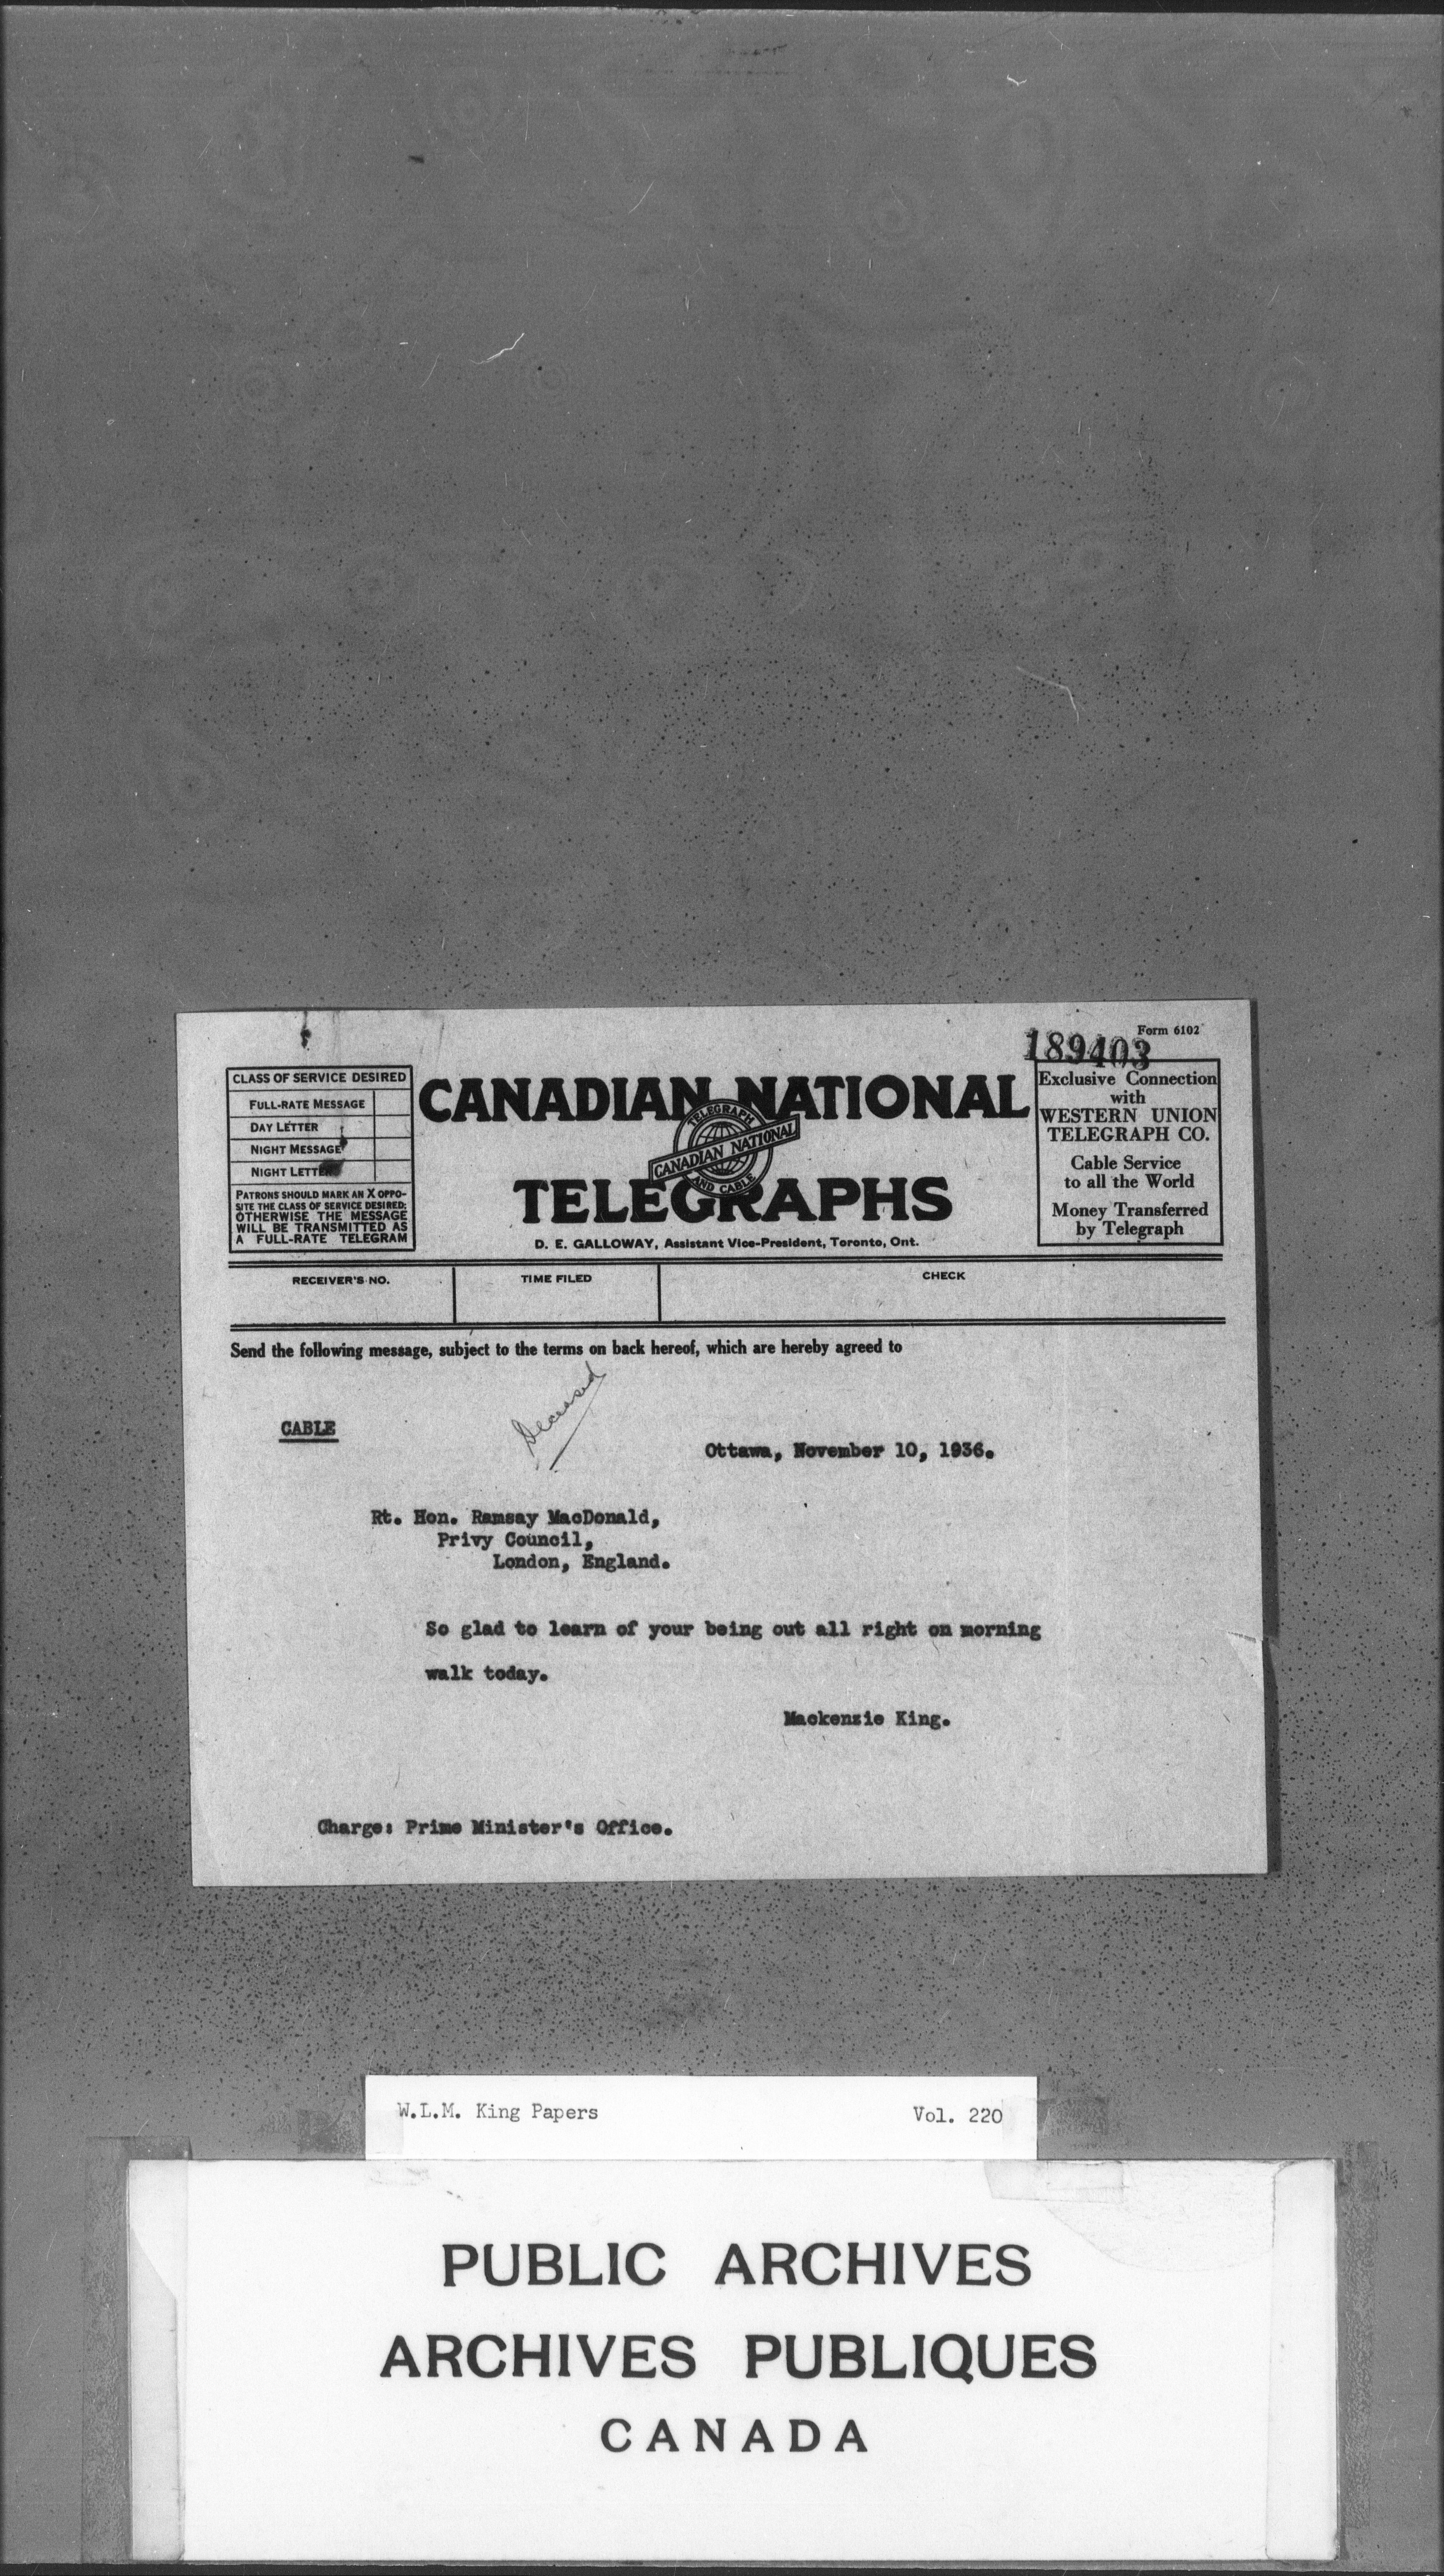 Form 6102
189403
CLASS OF SERVICE DESIRED
FULL-RATE MESSAGE
DAY LETTER
NIGHT MESSAGE
NIGHT LETTER
PATRONS SHOULD MARK AN X OPPO-
SITE THE CLASS OF SERVICE DESIRED;
OTHERWISE THE MESSAGE
WILL BE TRANSMITTED AS
A FULL-RATE TELEGRAM
CANADIAN NATIONAL
TELEGRAPH
CANADIAN NATIONAL
AND CABLE
TELEGRAPHS
D. E. GALLOWAY, Assistant Vice-President, Toronto, Ont.
Exclusive Connection
with
WESTERN UNION
TELEGRAPH CO.
Cable Service
to all the World
Money Transferred
by Telegraph
RECEIVER'S NO.
TIME FILED
CHECK
Send the following message, subject to the terms on back hereof, which are hereby agreed to
Deceased
CABLE
Ottawa, November 10, 1936.
Rt. Hon. Ramsay MacDonald,
Privy Council,
London, England.
So glad to learn of your being out all right on morning
walk today.
Mackenzie King.
Charge: Prime Minister's Office.
W.L.M. King Papers
Vol. 220
PUBLIC ARCHIVES
ARCHIVES PUBLIQUES
CANADA